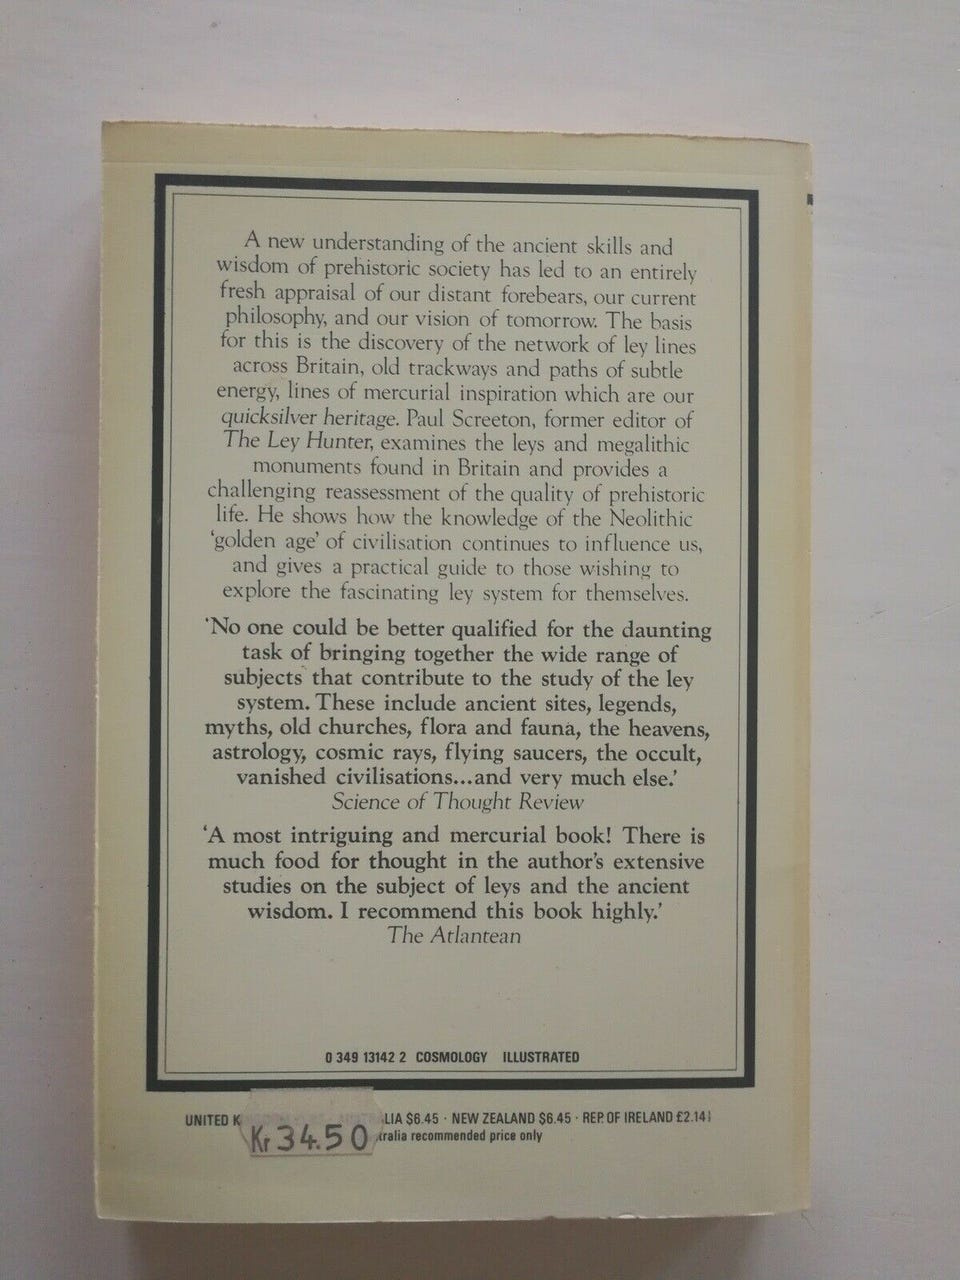 A new understanding of the ancient skills and
wisdom of prehistoric society has led to an entirely
fresh appraisal of our distant forebears, our current
philosophy, and our vision of tomorrow. The basis
for this is the discovery of the network of ley lines
across Britain, old trackways and paths of subtle
energy, lines of mercurial inspiration which are our
quicksilver heritage. Paul Screeton, former editor of
The Ley Hunter, examines the leys and megalithic
monuments found in Britain and provides a
challenging reassessment of the quality of prehistoric
life. He shows how the knowledge of the Neolithic
‘golden age’ of civilisation continues to influence us,
and gives a practical guide to those wishing to
explore the fascinating ley system for themselves.
‘No one could be better qualified for the daunting
task of bringing together the wide range of
subjects that contribute to the study of the ley
system. These include ancient sites, legends,
myths, old churches, flora and fauna, the heavens,
astrology, cosmic rays, flying saucers, the occult,
vanished civilisations...and very much else.’
Science of Thought Review
‘A most intriguing and mercurial book! There is
much food for thought in the author’s extensive
studies on the subject of leys and the ancient
wisdom. I recommend this book highly.’
The Atlantean
0 349 13142 2 COSMOLOGY ILLUSTRATED
UNITED K LIA $6.45 · NEW ZEALAND $6.45 · REP. OF IRELAND £2.14
Kr 34.50 tralia recommended price only